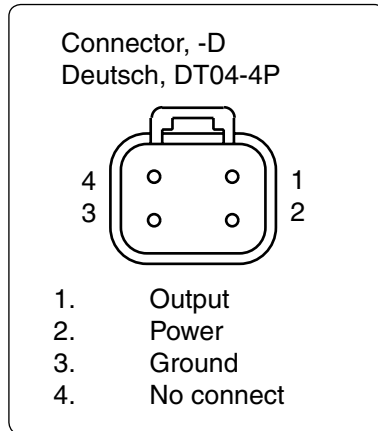 Connector, -D
Deutsch, DT04-4P
4 1
3 2
1. Output
2. Power
3. Ground
4. No connect